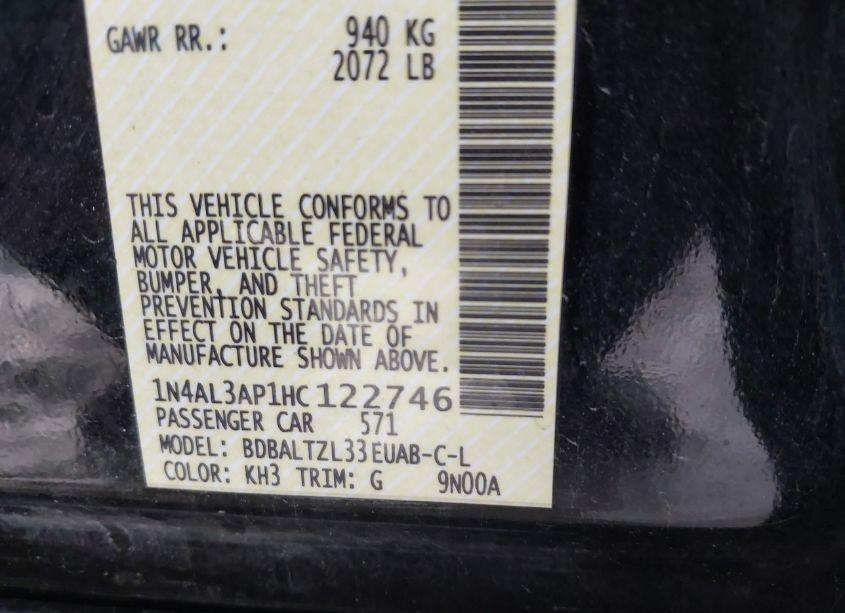 GAWR RR.: 940 KG
2072 LB
THIS VEHICLE CONFORMS TO
ALL APPLICABLE FEDERAL
MOTOR VEHICLE SAFETY,
BUMPER, AND THEFT
PREVENTION STANDARDS IN
EFFECT ON THE DATE OF
MANUFACTURE SHOWN ABOVE.
1N4AL3AP1HC122746
PASSENGER CAR 571
MODEL: BDBALTZL33EUAB-C-L
COLOR: KH3 TRIM: G 9N00A